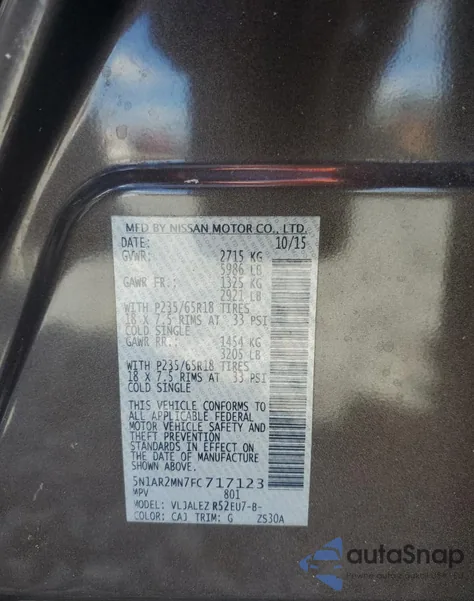 MFD BY NISSAN MOTOR CO., LTD.
DATE: 10/15
GVWR: 2715 KG
5986 LB
GAWR FR: 1325 KG
2921 LB
WITH P235/65R18 TIRES
18 X 7.5 RIMS AT 33 PSI
COLD SINGLE
GAWR RR: 1454 KG
3205 LB
WITH P235/65R18 TIRES
18 X 7.5 RIMS AT 33 PSI
COLD SINGLE
THIS VEHICLE CONFORMS TO
ALL APPLICABLE FEDERAL
MOTOR VEHICLE SAFETY AND
THEFT PREVENTION
STANDARDS IN EFFECT ON
THE DATE OF MANUFACTURE
SHOWN ABOVE.
5N1AR2MN7FC717123
MPV 801
MODEL: VLJALEZ R52EU7-B-
COLOR: CAJ TRIM: G ZS30A
autoSnap